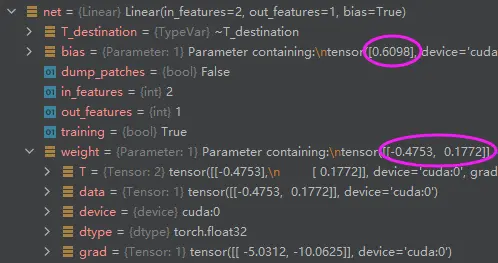 net = {Linear} Linear(in_features=2, out_features=1, bias=True)
T_destination = {TypeVar} ~T_destination
bias = {Parameter: 1} Parameter containing:\ntensor([0.6098], device='cuda
01 dump_patches = {bool} False
01 in_features = {int} 2
01 out_features = {int} 1
01 training = {bool} True
weight = {Parameter: 1} Parameter containing:\ntensor([[-0.4753, 0.1772]]
T = {Tensor: 2} tensor([[-0.4753],\n [ 0.1772]], device='cuda:0', grad
data = {Tensor: 1} tensor([[-0.4753, 0.1772]], device='cuda:0')
device = {device} cuda:0
dtype = {dtype} torch.float32
grad = {Tensor: 1} tensor([[ -5.0312, -10.0625]], device='cuda:0')